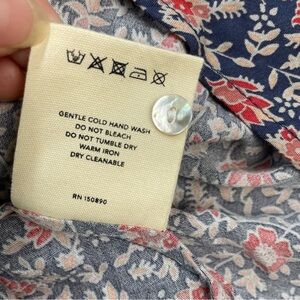 GENTLE COLD HAND WASH
DO NOT BLEACH
DO NOT TUMBLE DRY
WARM IRON
DRY CLEANABLE
RN 150890